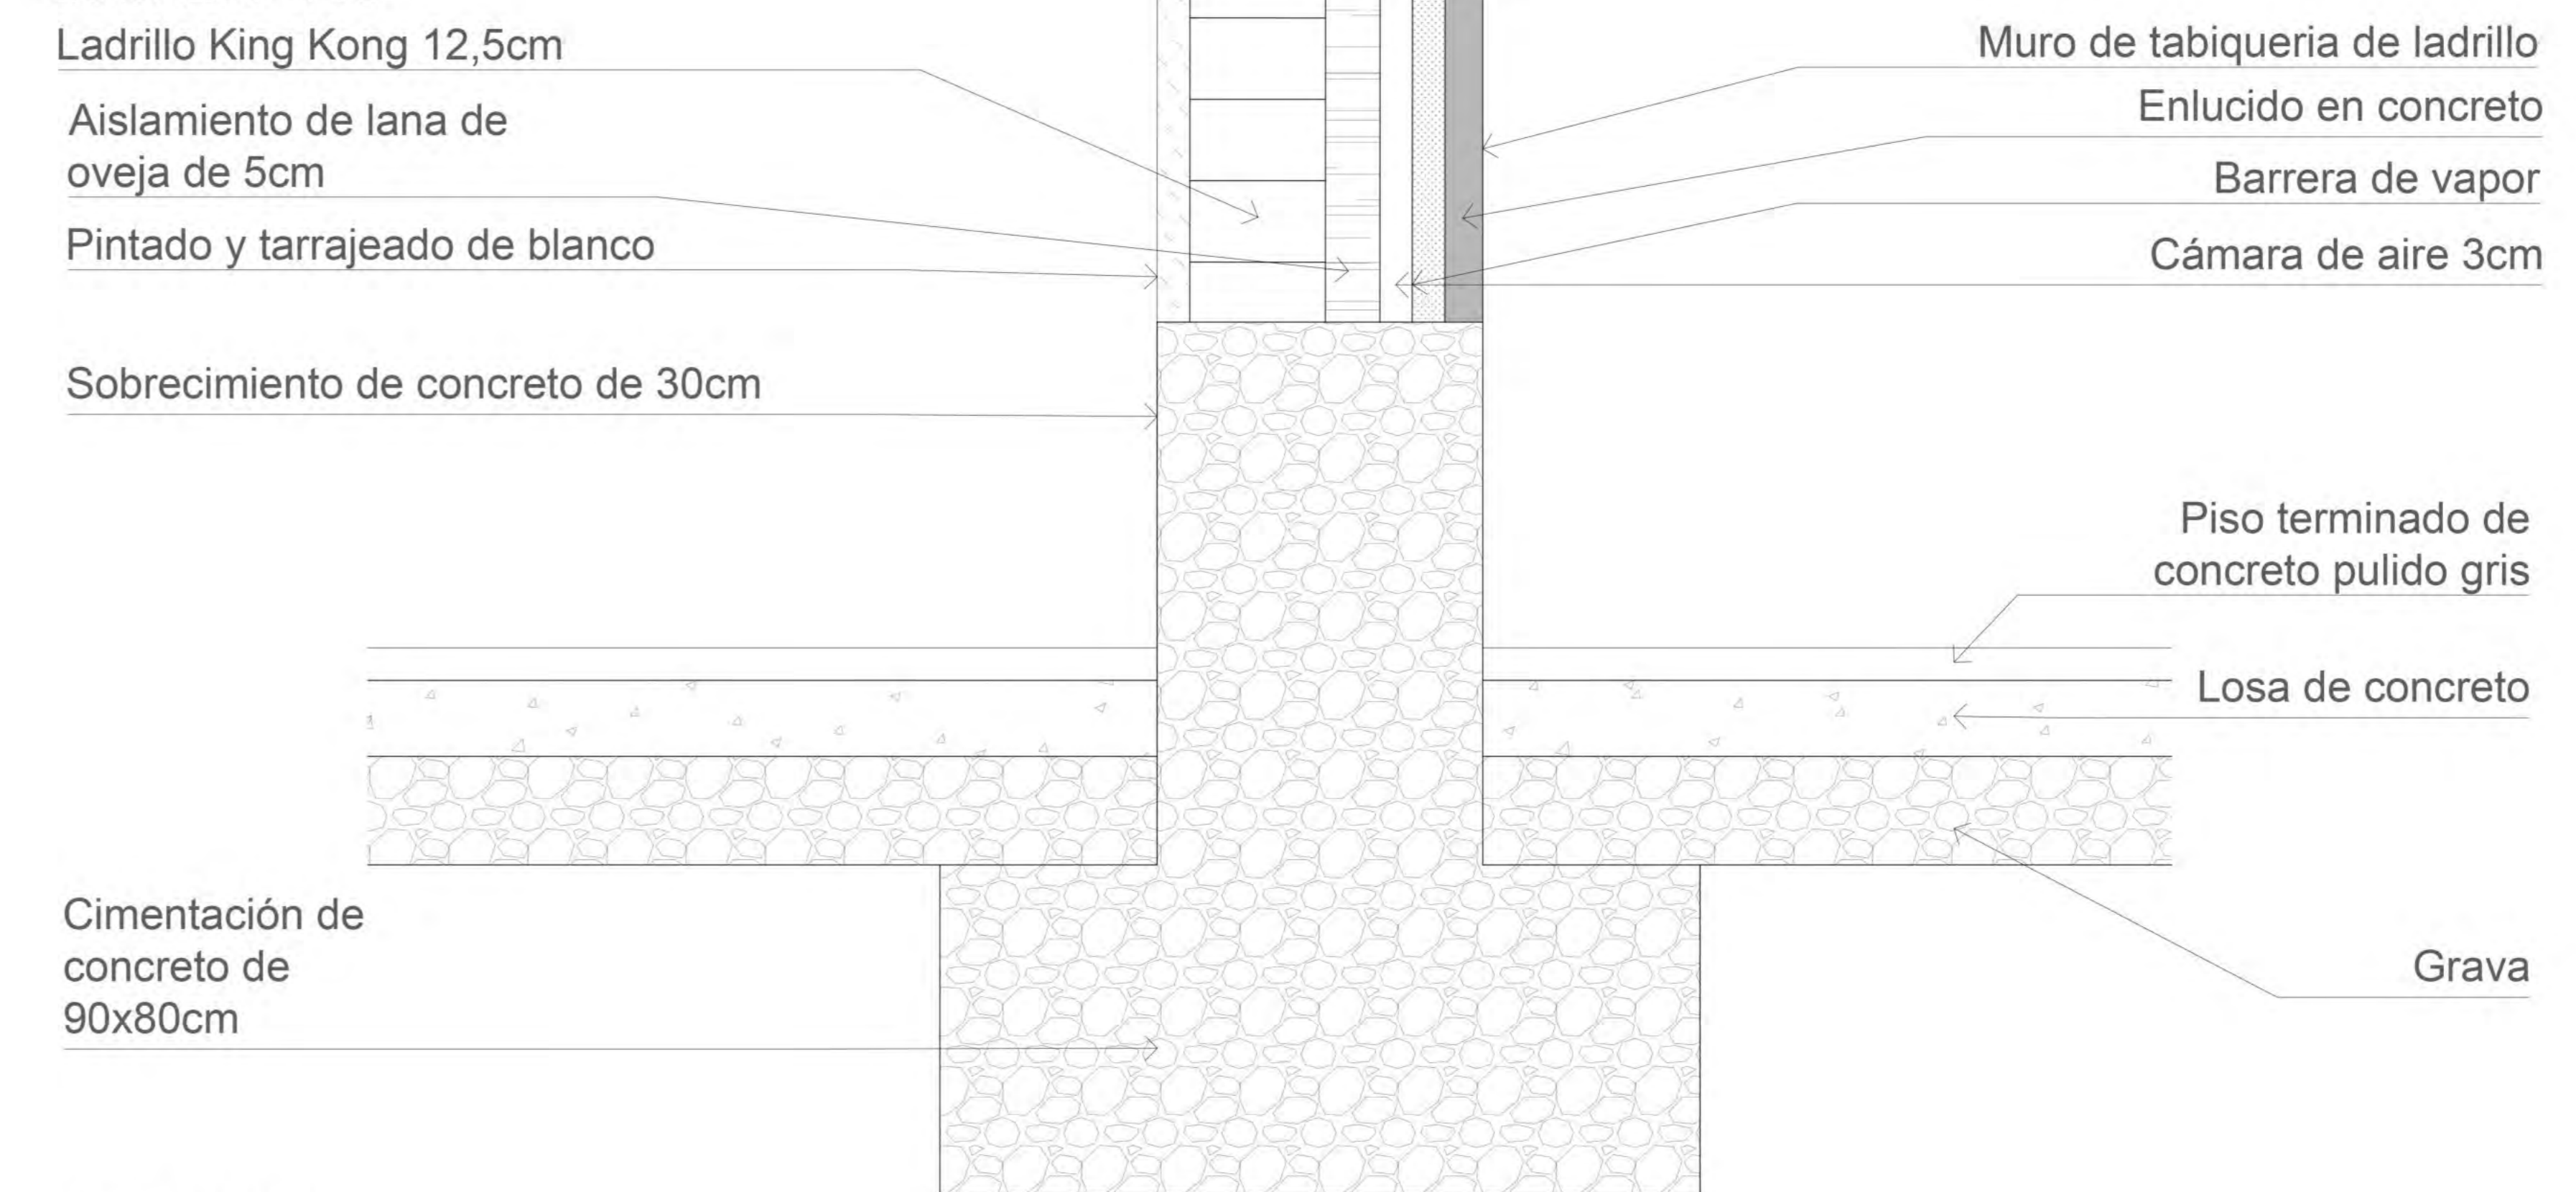 Ladrillo King Kong 12,5cm
Aislamiento de lana de
oveja de 5cm
Pintado y tarrajeado de blanco
Sobrecimiento de concreto de 30cm
Cimentación de
concreto de
90x80cm
Muro de tabiqueria de ladrillo
Enlucido en concreto
Barrera de vapor
Cámara de aire 3cm
Piso terminado de
concreto pulido gris
Losa de concreto
Grava